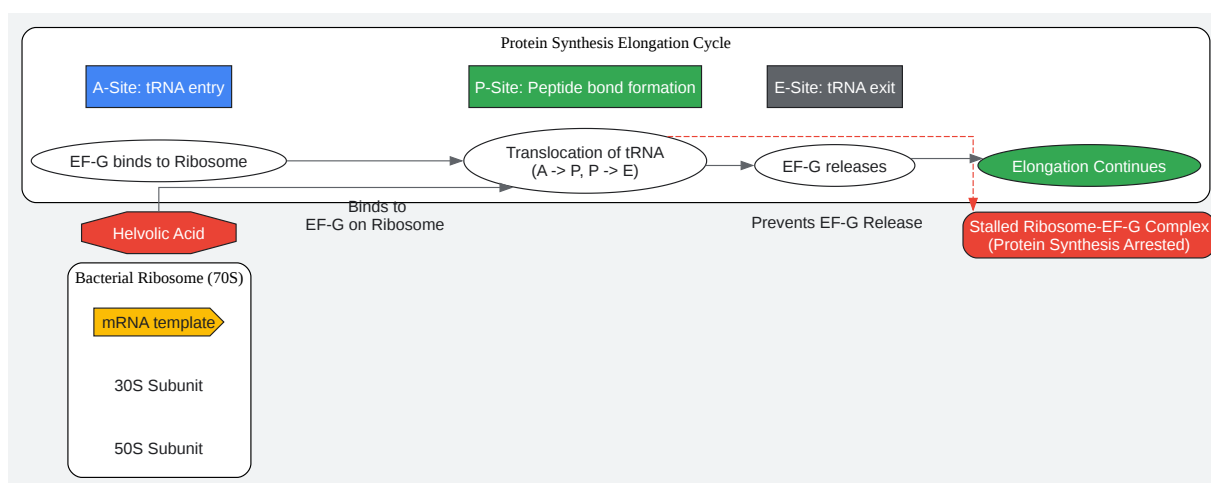 Protein Synthesis Elongation Cycle
A-Site: tRNA entry
P-Site: Peptide bond formation
E-Site: tRNA exit
EF-G binds to Ribosome
Translocation of tRNA
(A -> P, P -> E)
EF-G releases
Elongation Continues
Binds to
EF-G on Ribosome
Prevents EF-G Release
Helvolic Acid
Stalled Ribosome-EF-G Complex
(Protein Synthesis Arrested)
Bacterial Ribosome (70S)
mRNA template
30S Subunit
50S Subunit